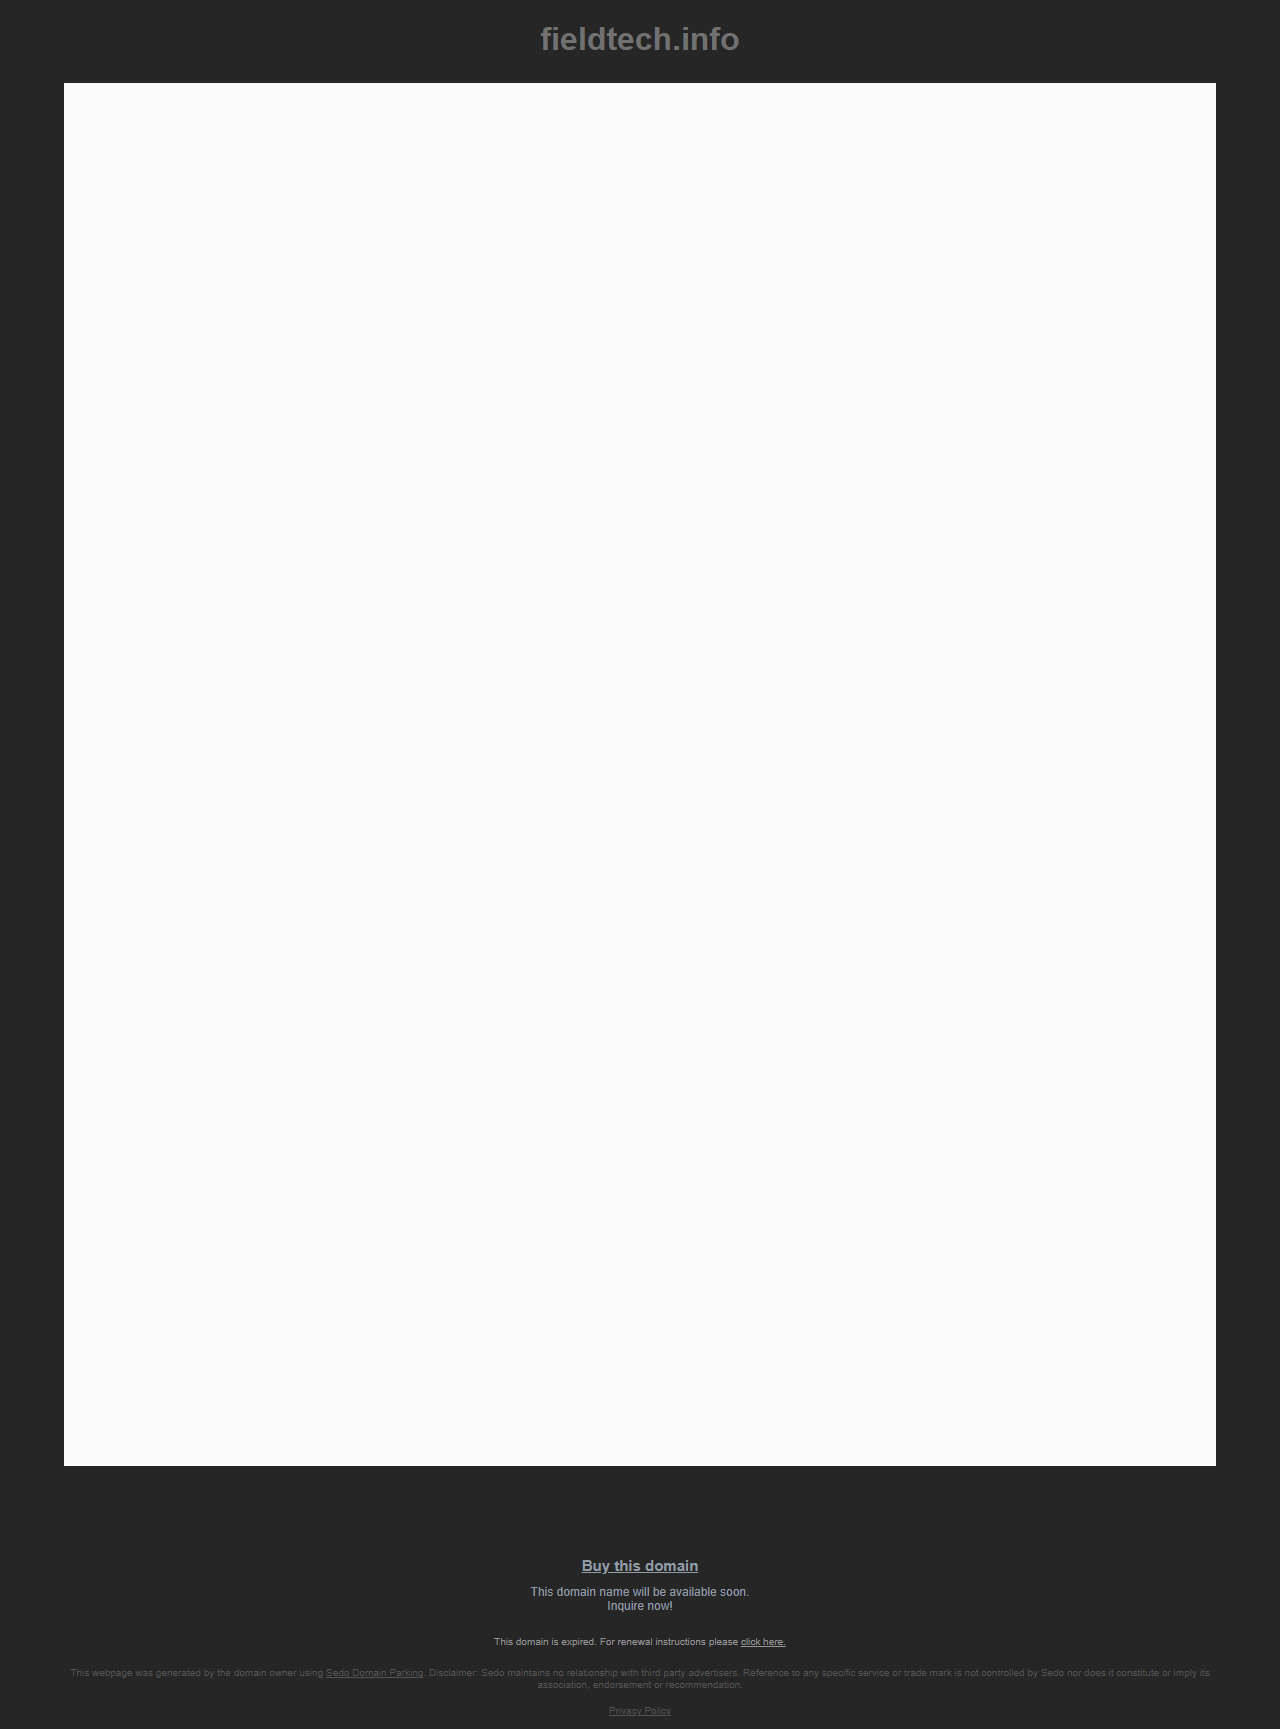 fieldtech.info
Buy this domain
This domain name will be available soon.
Inquire now!
This domain is expired. For renewal instructions please click here.
This webpage was generated by the domain owner using Sedo Domain Parking. Disclaimer: Sedo maintains no relationship with third party advertisers. Reference to any specific service or trade mark is not controlled by Sedo nor does it constitute or imply its
association, endorsement or recommendation.
Privacy Policy